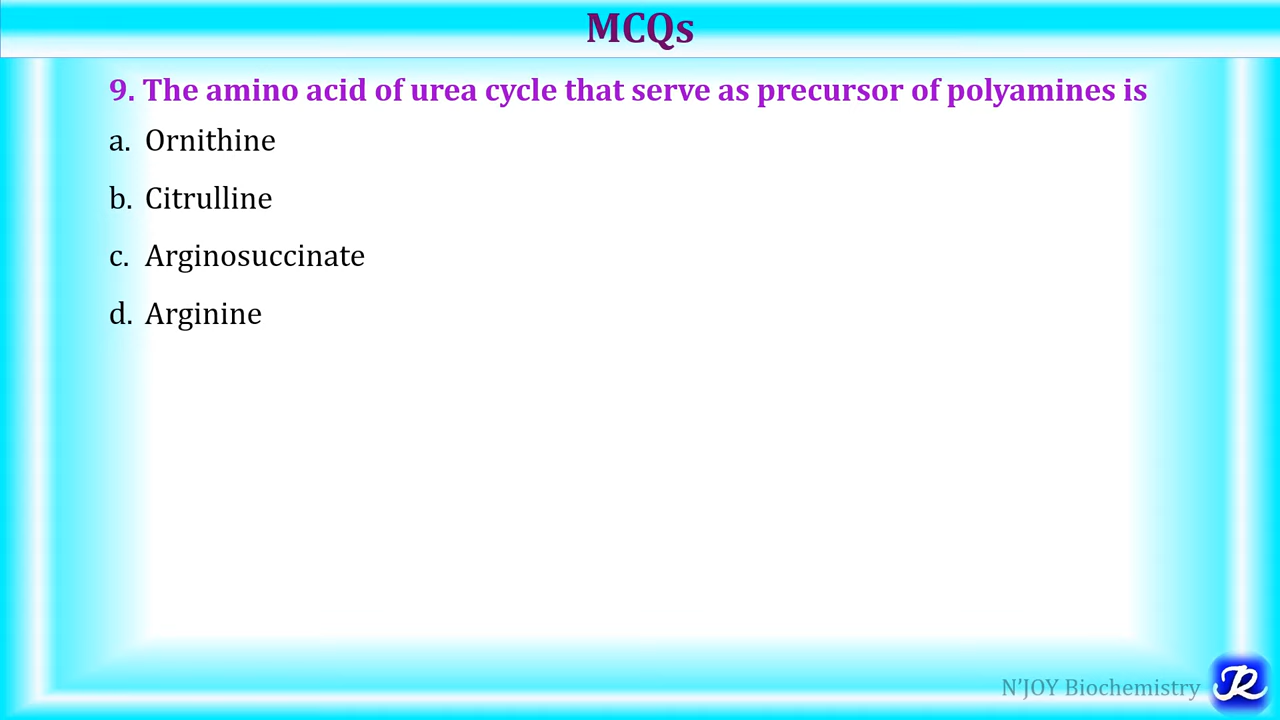 MCQs
9. The amino acid of urea cycle that serve as precursor of polyamines is
a. Ornithine
b. Citrulline
c. Arginosuccinate
d. Arginine
N'JOY Biochemistry
JR